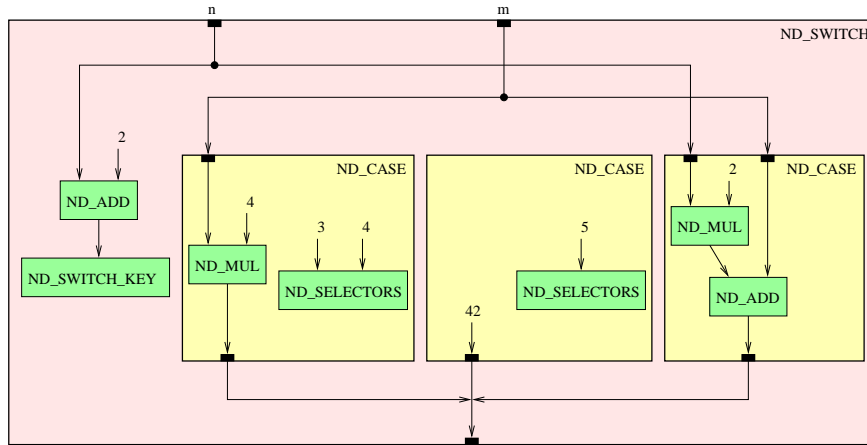 n
m
ND_SWITCH
2
ND_ADD
ND_SWITCH_KEY
ND_CASE
4
ND_MUL
3
4
ND_SELECTORS
ND_CASE
5
ND_SELECTORS
42
ND_CASE
2
ND_MUL
ND_ADD